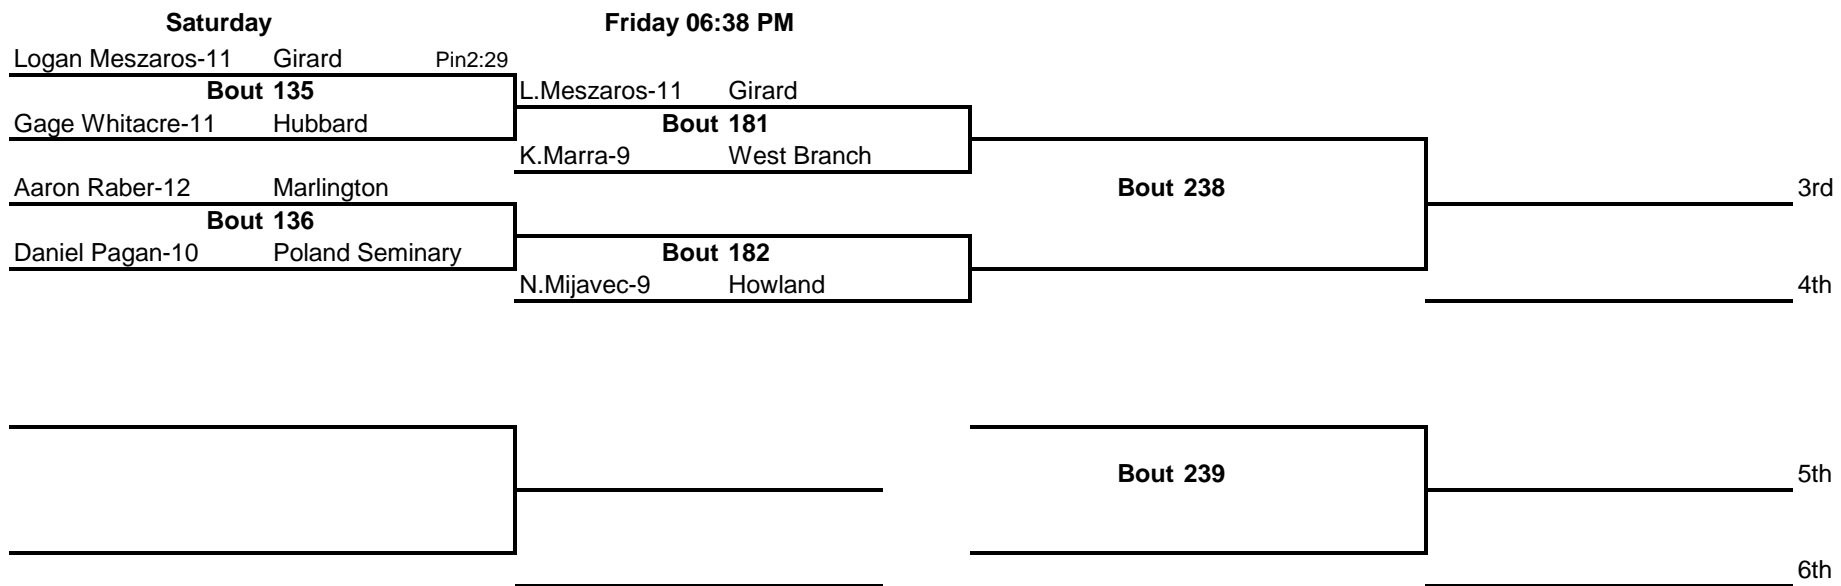 Saturday Friday 06:38 PM
Logan Meszaros-11 Girard Pin2:29
Bout 135 L.Meszaros-11 Girard
Gage Whitacre-11 Hubbard Bout 181
K.Marra-9 West Branch
Aaron Raber-12 Marlington Bout 238 3rd
Bout 136
Daniel Pagan-10 Poland Seminary Bout 182
N.Mijavec-9 Howland 4th
Bout 239 5th
6th